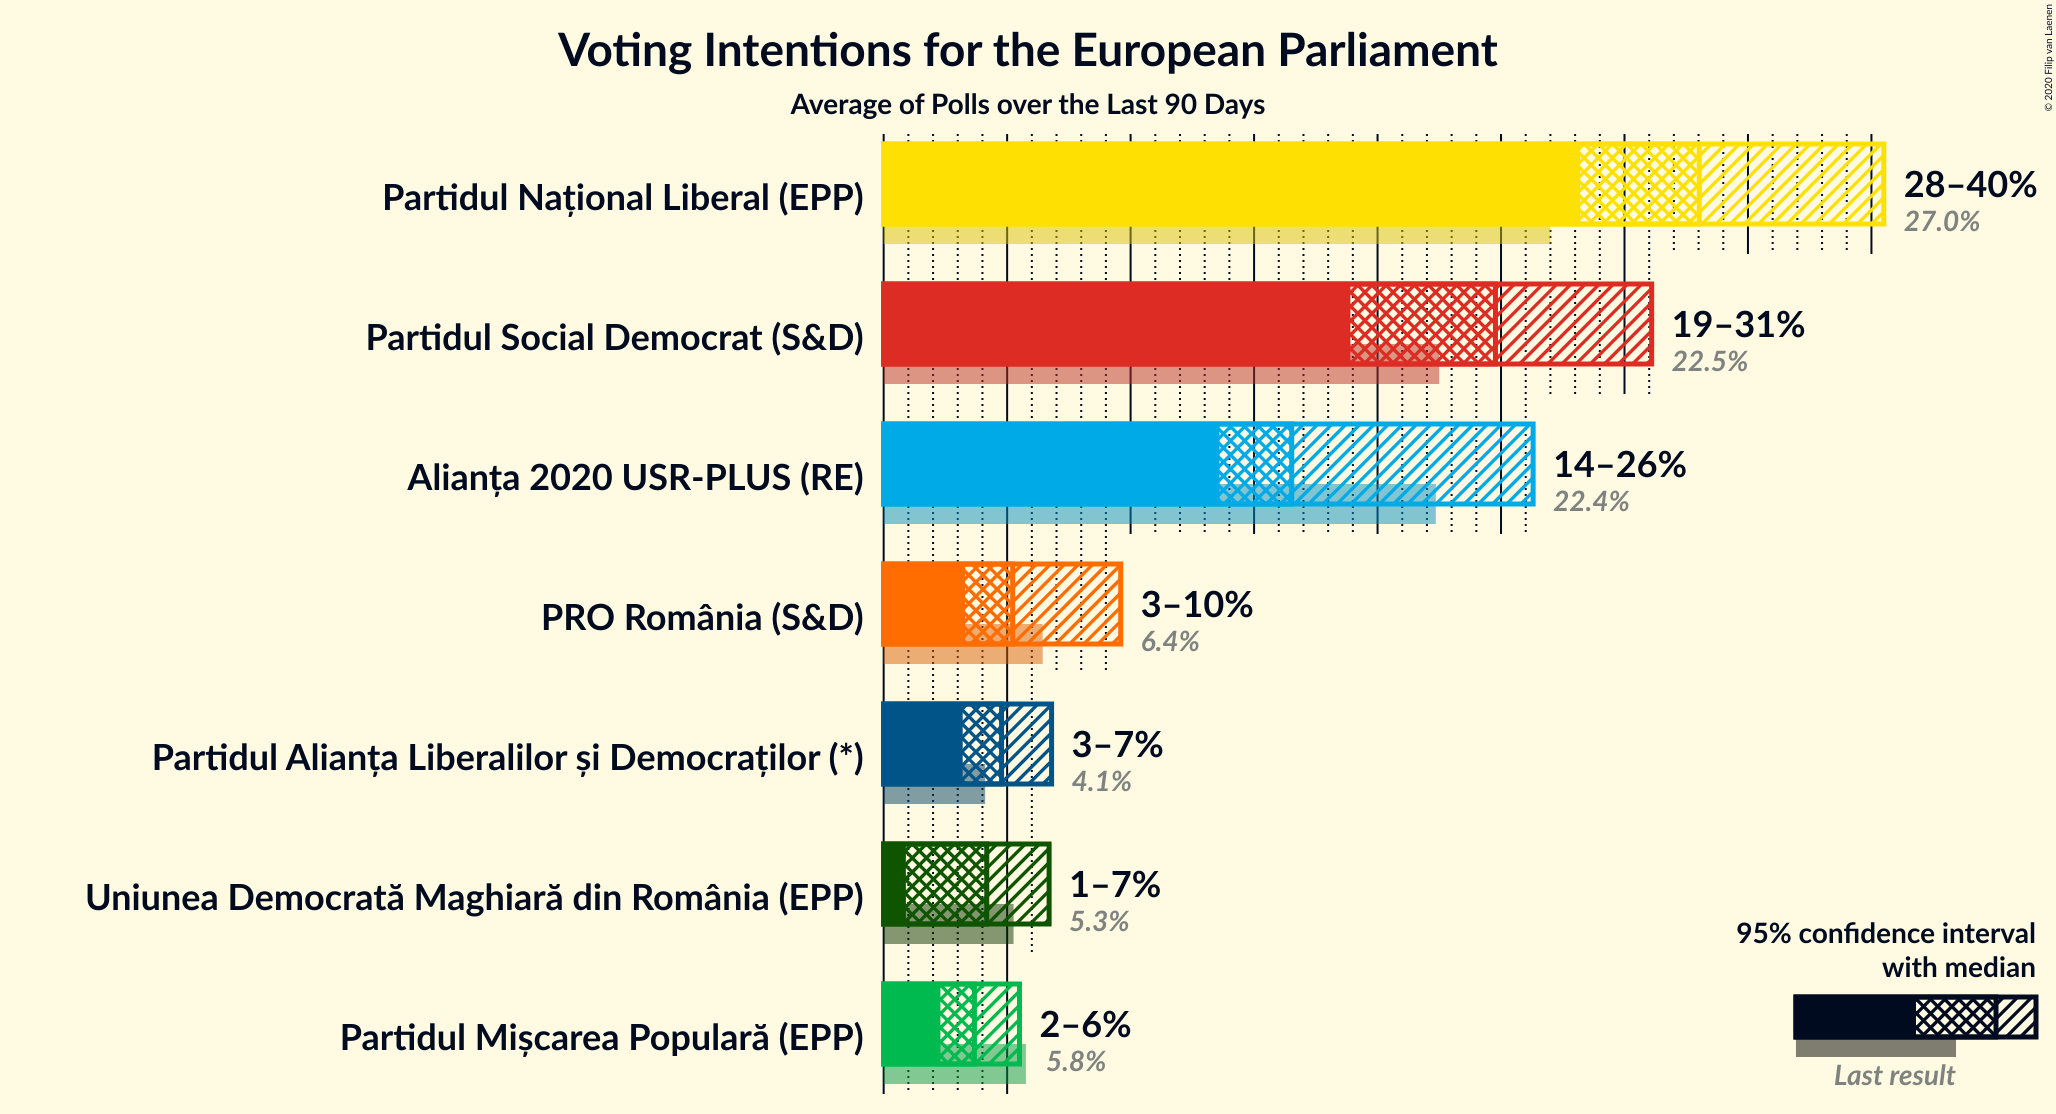 Voting Intentions for the European Parliament
Average of Polls over the Last 90 Days
© 2020 Filip van Laenen
Partidul Național Liberal (EPP)
28–40%
27.0%
Partidul Social Democrat (S&D)
19–31%
22.5%
Alianța 2020 USR-PLUS (RE)
14–26%
22.4%
PRO România (S&D)
3–10%
6.4%
Partidul Alianța Liberalilor și Democraților (*)
3–7%
4.1%
Uniunea Democrată Maghiară din România (EPP)
1–7%
5.3%
Partidul Mișcarea Populară (EPP)
2–6%
5.8%
95% confidence interval
with median
Last result